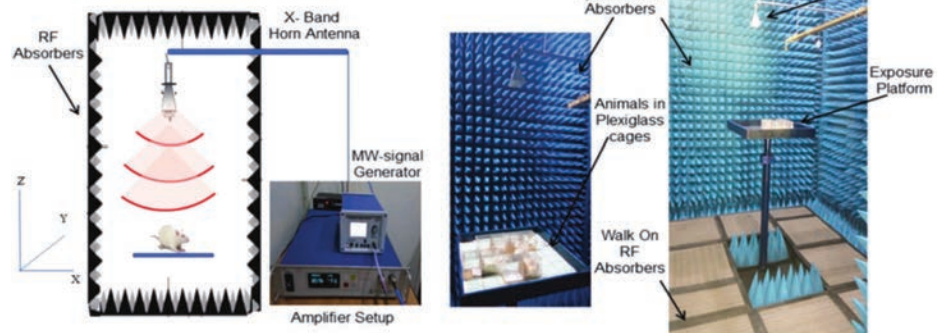 X- Band
Horn Antenna
RF
Absorbers
MW-signal
Generator
Z
Y
X
Amplifier Setup
Absorbers
Animals in
Plexiglass
cages
Exposure
Platform
Walk On
RF
Absorbers